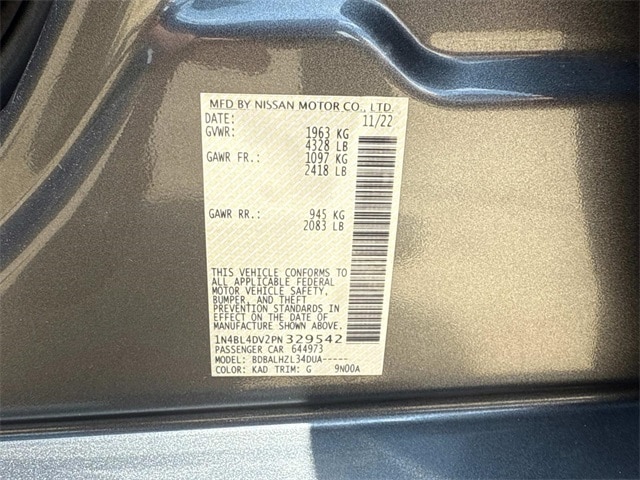 MFD BY NISSAN MOTOR CO., LTD.
DATE: 11/22
GVWR: 1963 KG
4328 LB
GAWR FR.: 1097 KG
2418 LB
GAWR RR.: 945 KG
2083 LB
THIS VEHICLE CONFORMS TO
ALL APPLICABLE FEDERAL
MOTOR VEHICLE SAFETY,
BUMPER, AND THEFT
PREVENTION STANDARDS IN
EFFECT ON THE DATE OF
MANUFACTURE SHOWN ABOVE.
1N4BL4DV2PN329542
PASSENGER CAR 644973
MODEL: BDBALHZL34DUA-----
COLOR: KAD TRIM: G 9N00A